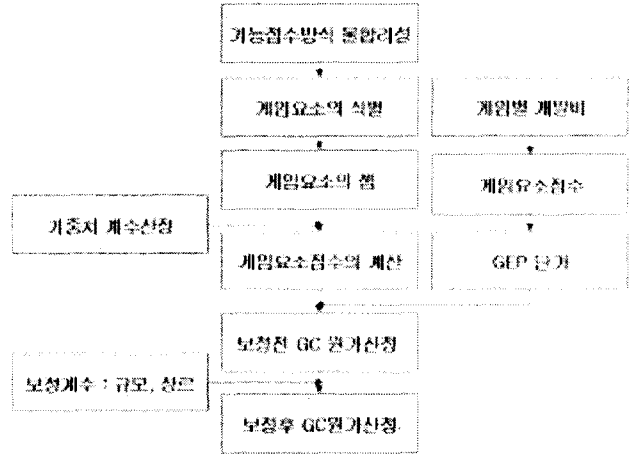 기능점수방식 불합리성
게임요소의 식별
게임별 개발비
게임요소의 셈
게임요소점수
가중치 계수산정
게임요소점수의 계산
GEP 단가
보정전 GC 원가산정
보정계수 : 규모, 장르
보정후 GC원가산정